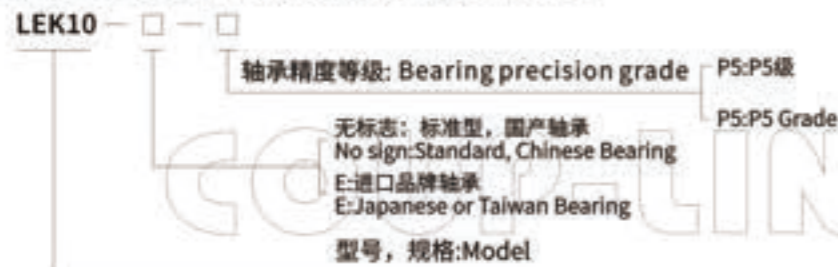 LEK10 - □ - □
轴承精度等级: Bearing precision grade
P5:P5级
P5:P5 Grade
无标志：标准型，国产轴承
No sign:Standard, Chinese Bearing
E:进口品牌轴承
E:Japanese or Taiwan Bearing
型号，规格:Model
COUP-LIN